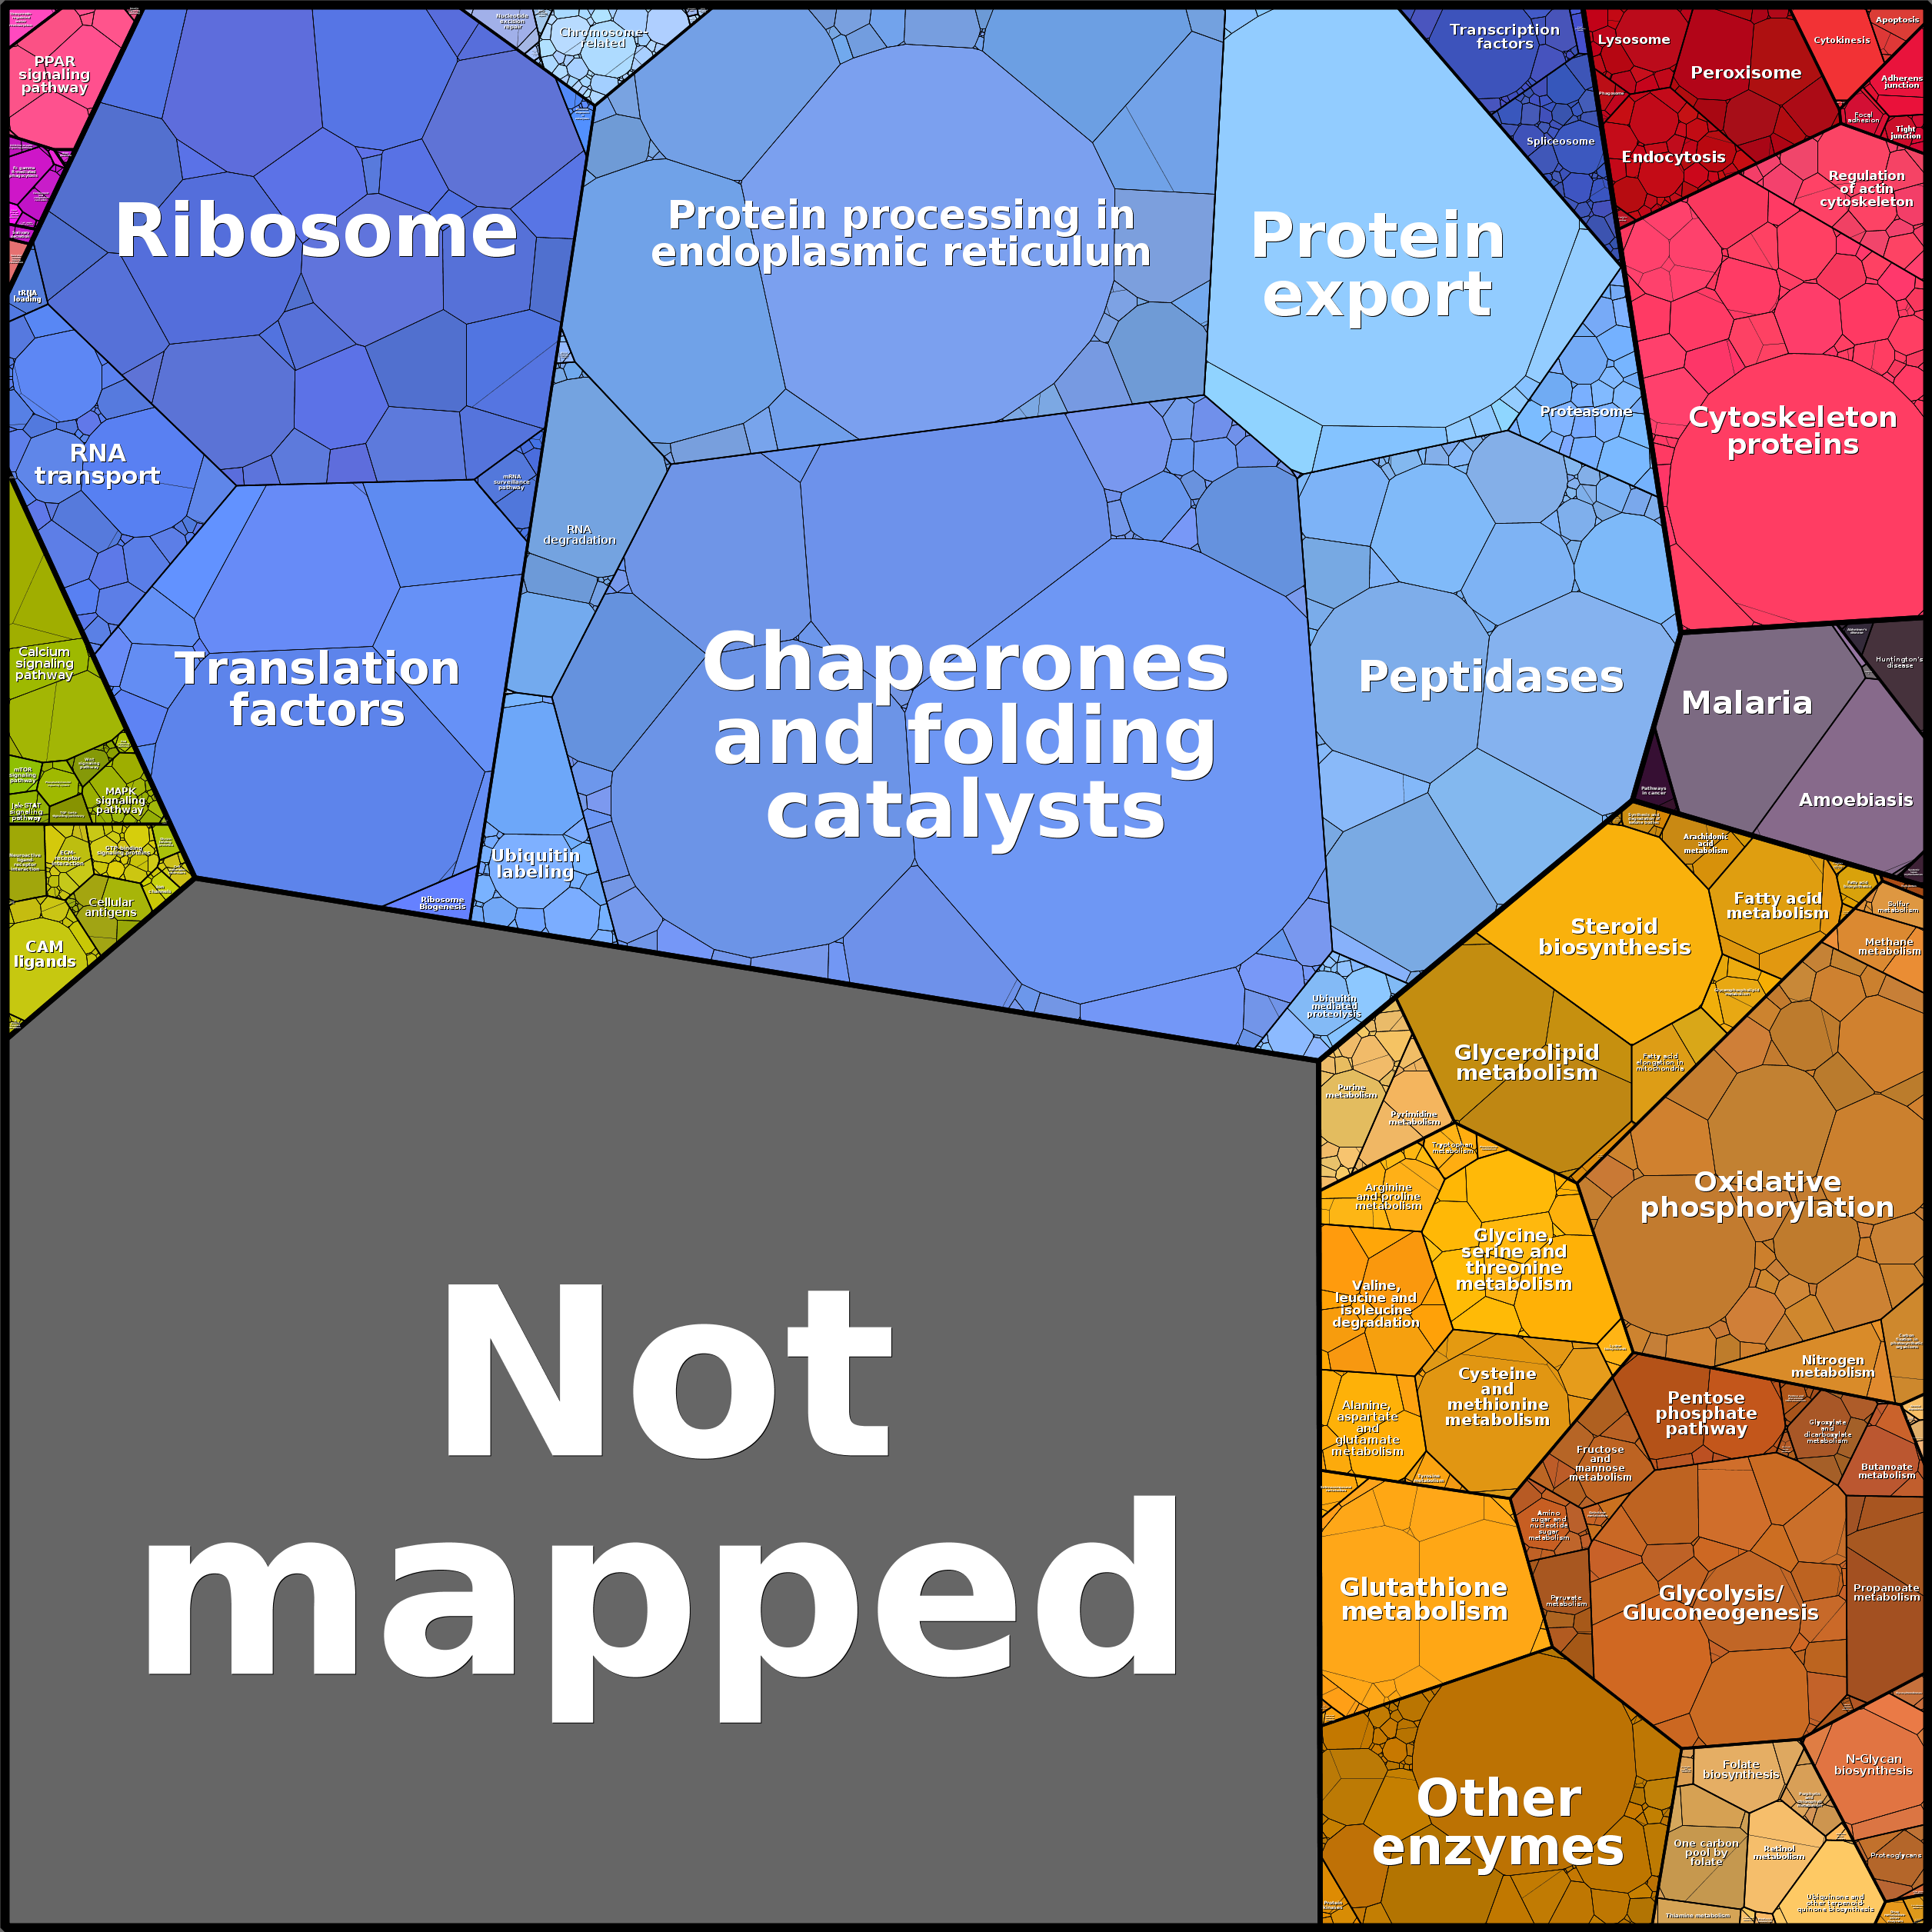 PPAR
signaling
pathway
Ribosome
Chromosome-
related
Protein processing in
endoplasmic reticulum
Protein
export
Transcription
factors
Spliceosome
Lysosome
Peroxisome
Cytokinesis
Apoptosis
Adherens
junction
Focal
adhesion
Tight
junction
Phagosome
Endocytosis
Regulation
of actin
cytoskeleton
Cytoskeleton
proteins
tRNA
loading
RNA
transport
mRNA
surveillance
pathway
RNA
degradation
Proteasome
Translation
factors
Chaperones
and folding
catalysts
Peptidases
Malaria
Huntington's
disease
Amoebiasis
Pathways
in cancer
Calcium
signaling
pathway
mTOR
signaling
pathway
MAPK
signaling
pathway
Jak-STAT
signaling
pathway
Cellular
antigens
CAM
ligands
Ribosome
Biogenesis
Ubiquitin
labeling
Ubiquitin
mediated
proteolysis
Arachidonic
acid
metabolism
Steroid
biosynthesis
Fatty acid
metabolism
Sulfur
metabolism
Methane
metabolism
Glycerolipid
metabolism
Fatty acid
elongation in
mitochondria
Purine
metabolism
Pyrimidine
metabolism
Tryptophan
metabolism
Arginine
and proline
metabolism
Glycine,
serine and
threonine
metabolism
Oxidative
phosphorylation
Valine,
leucine and
isoleucine
degradation
Cysteine
and
methionine
metabolism
Alanine,
aspartate
and
glutamate
metabolism
Tyrosine
metabolism
Nitrogen
metabolism
Pentose
phosphate
pathway
Glyoxylate
and
dicarboxylate
metabolism
Butanoate
metabolism
Fructose
and
mannose
metabolism
Amino
sugar and
nucleotide
sugar
metabolism
Pyruvate
metabolism
Glutathione
metabolism
Glycolysis/
Gluconeogenesis
Propanoate
metabolism
Not
mapped
Other
enzymes
Folate
biosynthesis
N-Glycan
biosynthesis
One carbon
pool by
folate
Retinol
metabolism
Proteoglycans
Ubiquinone and
other terpenoid-
quinone biosynthesis
Thiamine metabolism